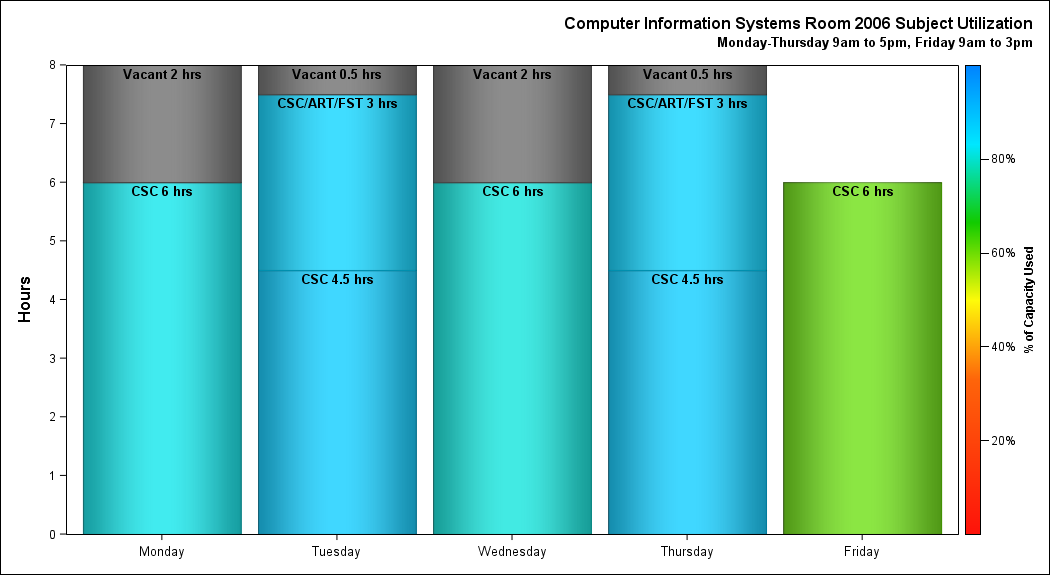 Computer Information Systems Room 2006 Subject Utilization
Monday-Thursday 9am to 5pm, Friday 9am to 3pm
8
7
6
5
4
3
2
1
0
Hours
Vacant 2 hrs
CSC 6 hrs
Vacant 0.5 hrs
CSC/ART/FST 3 hrs
CSC 4.5 hrs
Vacant 2 hrs
CSC 6 hrs
Vacant 0.5 hrs
CSC/ART/FST 3 hrs
CSC 4.5 hrs
CSC 6 hrs
Monday
Tuesday
Wednesday
Thursday
Friday
80%
60%
40%
20%
% of Capacity Used